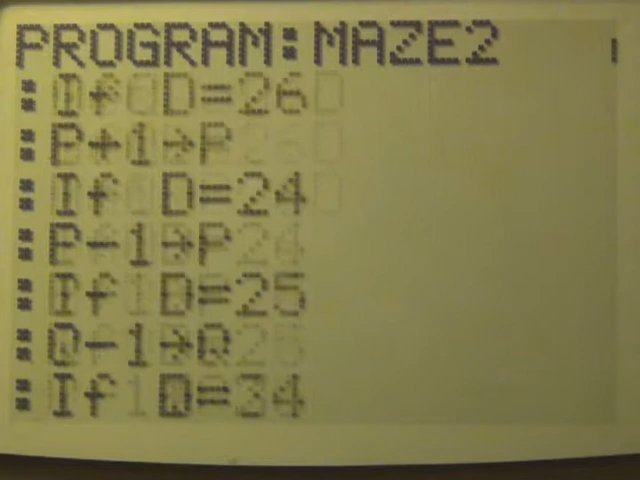 PROGRAM:MAZE2
:If D=26
:P+1→P
:If D=24
:P-1→P
:If D=25
:Q-1→Q
:If D=34